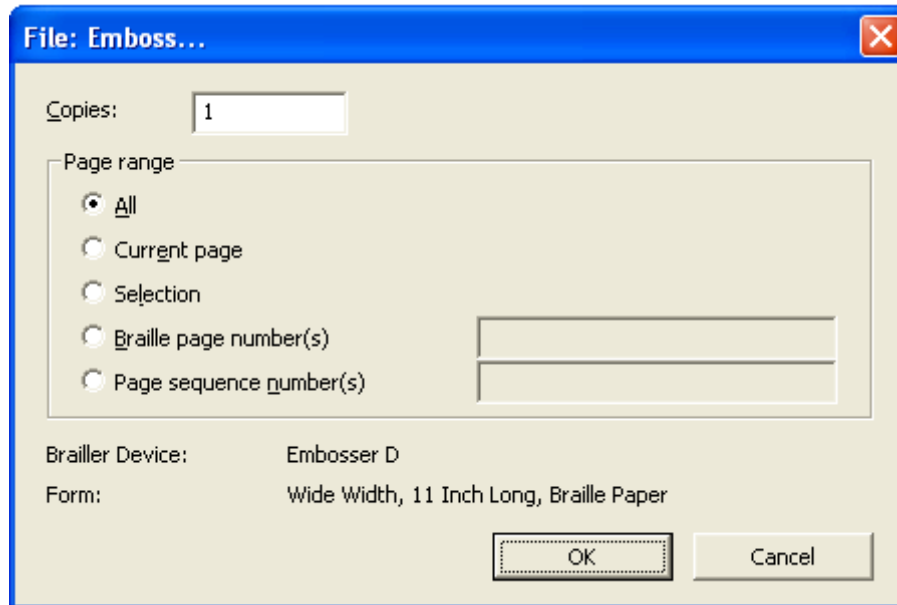 File: Emboss...
Copies: 1
Page range
All
Current page
Selection
Braille page number(s)
Page sequence number(s)
Brailler Device: Embosser D
Form: Wide Width, 11 Inch Long, Braille Paper
OK Cancel